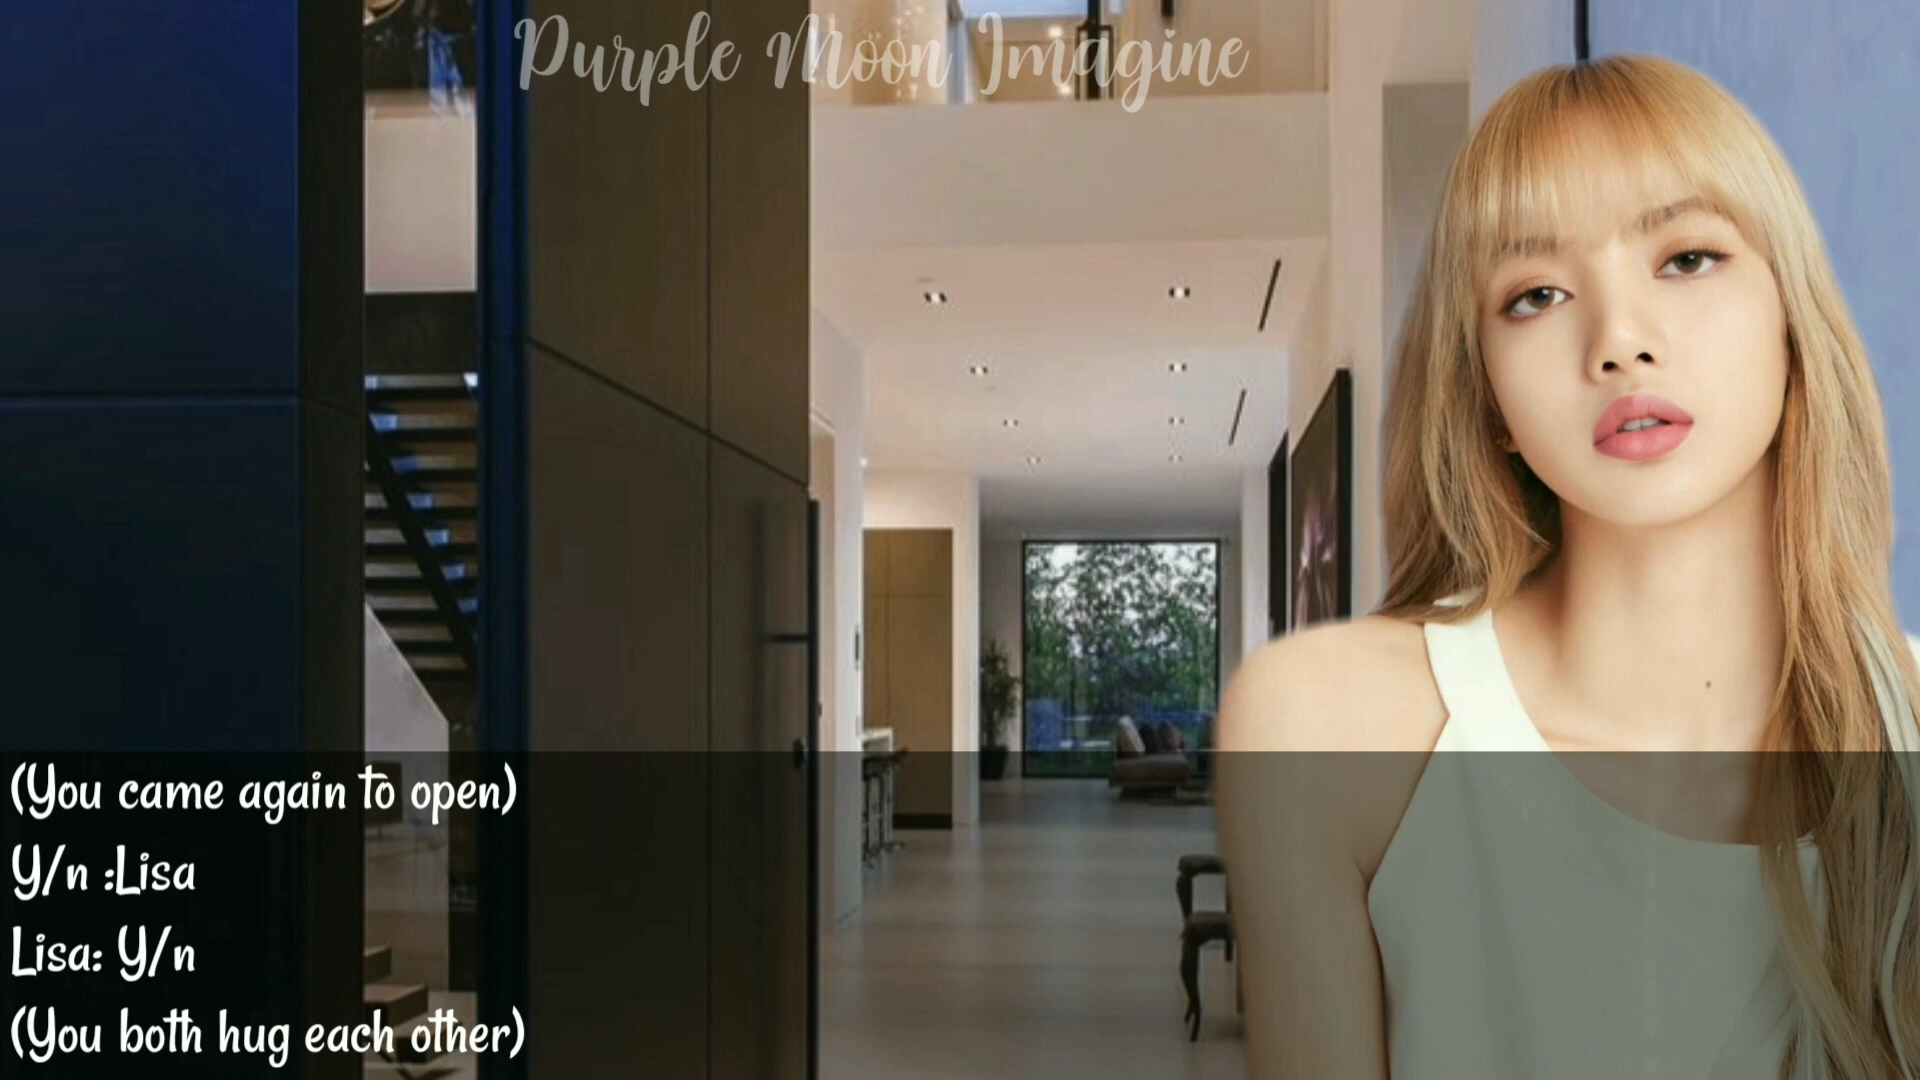 Purple Moon Imagine
(You came again to open)
Y/n :Lisa
Lisa: Y/n
(You both hug each other)